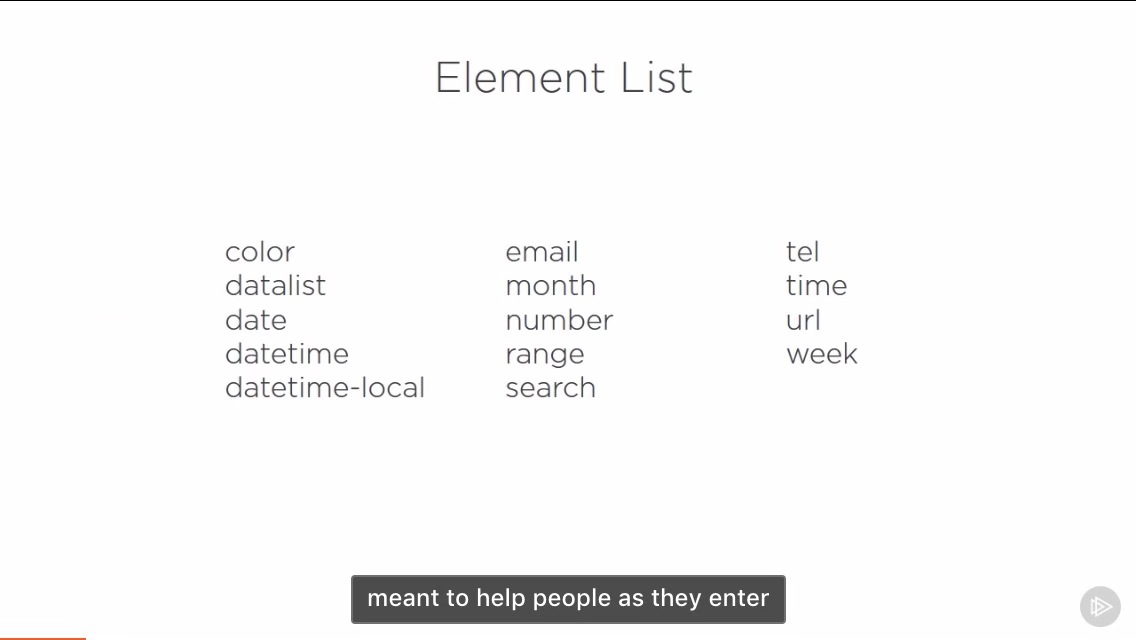 Element List
color
datalist
date
datetime
datetime-local
email
month
number
range
search
tel
time
url
week
meant to help people as they enter